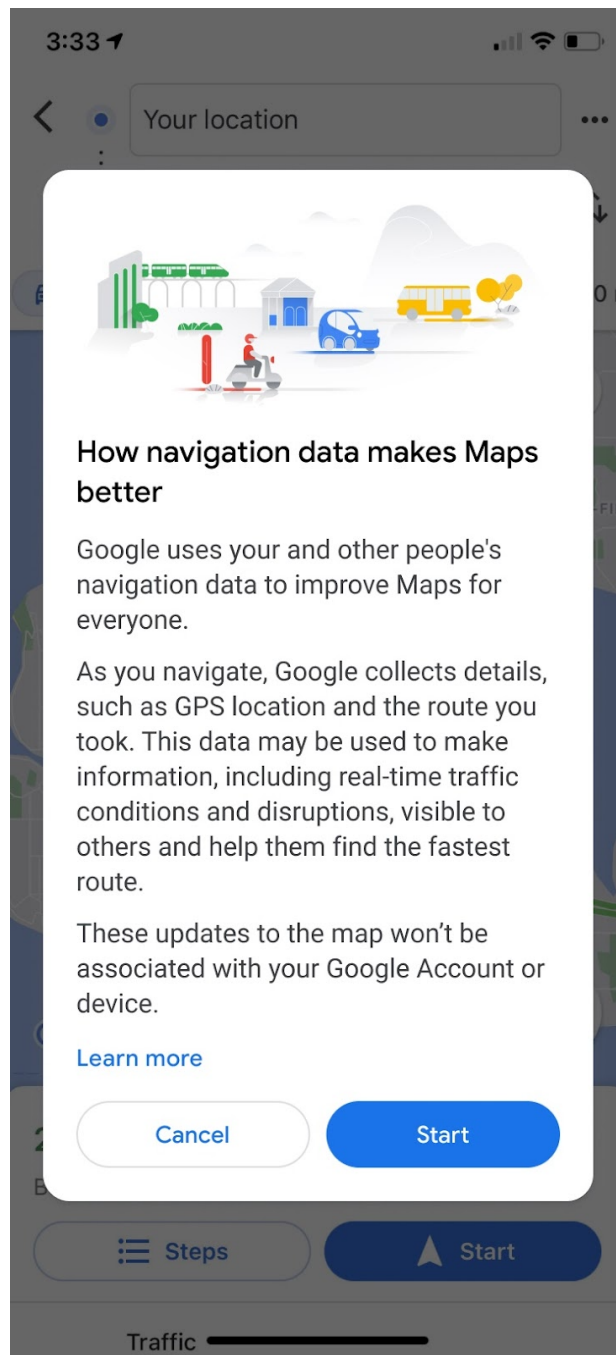 3:33
Your location
How navigation data makes Maps
better
Google uses your and other people's
navigation data to improve Maps for
everyone.
As you navigate, Google collects details,
such as GPS location and the route you
took. This data may be used to make
information, including real-time traffic
conditions and disruptions, visible to
others and help them find the fastest
route.
These updates to the map won’t be
associated with your Google Account or
device.
Learn more
Cancel
Start
Steps
Start
Traffic